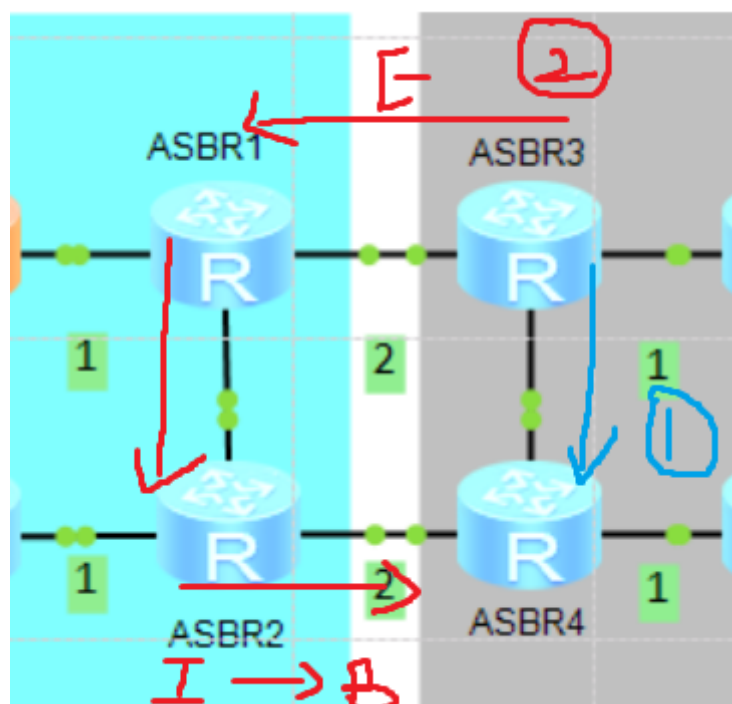 E 2
ASBR1 ASBR3
R R
1 2 1
1
R R
1 2 1
ASBR2 ASBR4
I → B